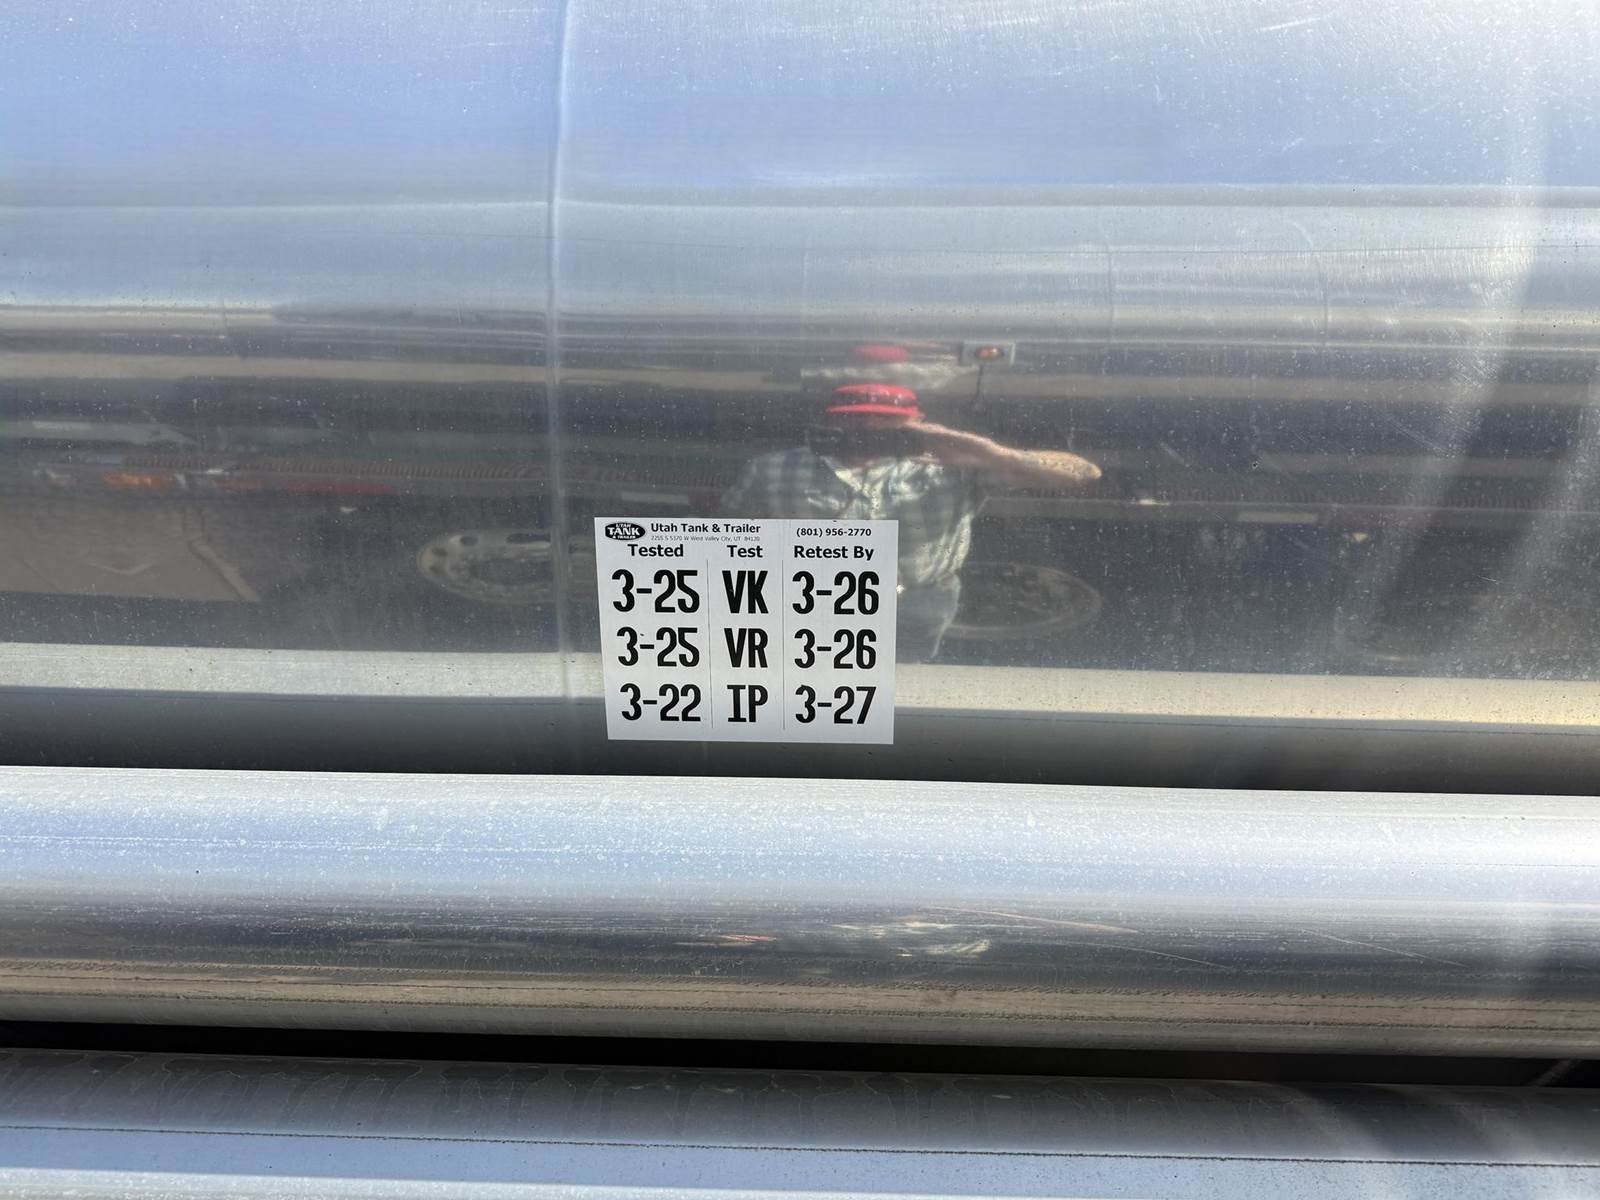 UTAH
TANK
& TRAILER
Utah Tank & Trailer (801) 956-2770
2255 S 5370 W West Valley City, UT 84120
Tested Test Retest By
3-25 VK 3-26
3-25 VR 3-26
3-22 IP 3-27